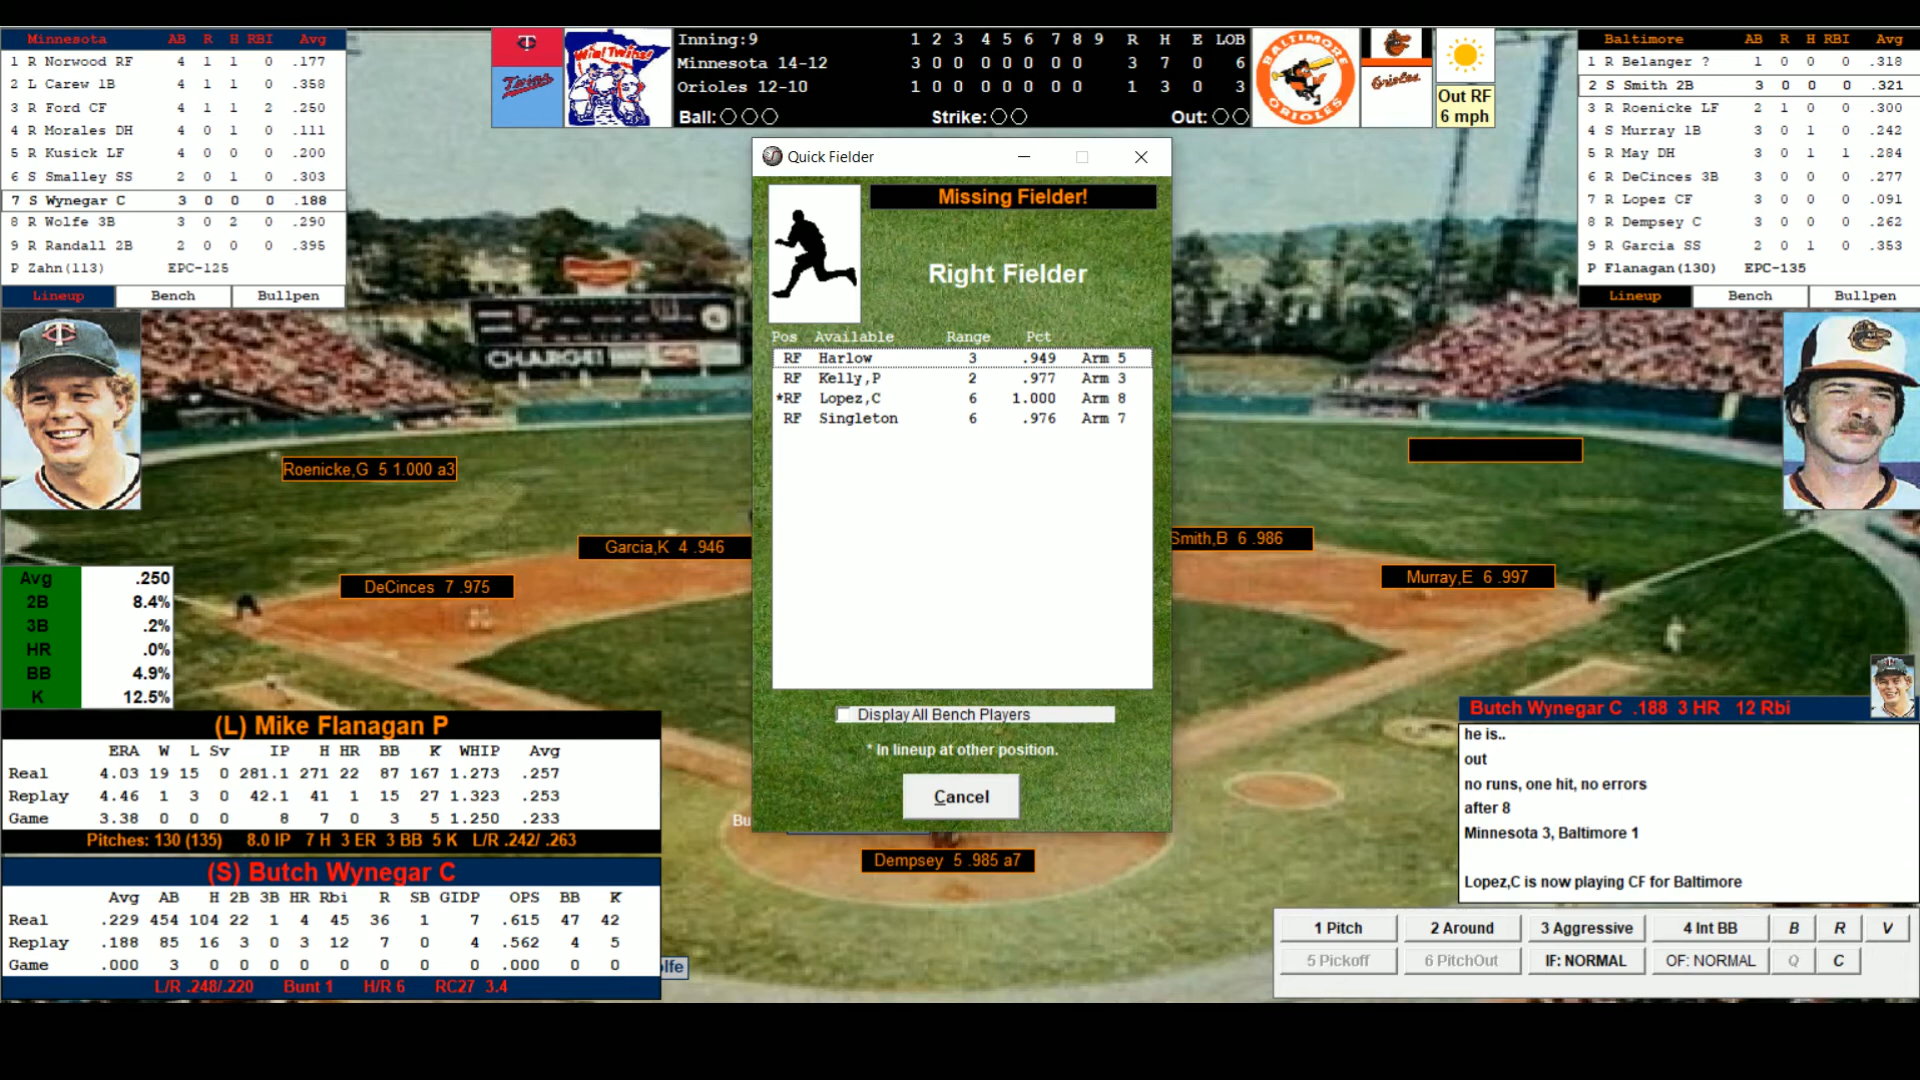 Minnesota AB R H RBI Avg
1 R Norwood RF 4 1 1 0 .177
2 L Carew 1B 4 1 1 0 .358
3 R Ford CF 4 1 1 2 .250
4 R Morales DH 4 0 1 0 .111
5 R Kusick LF 4 0 0 0 .200
6 S Smalley SS 2 0 1 0 .303
7 S Wynegar C 3 0 0 0 .188
8 R Wolfe 3B 3 0 2 0 .290
9 R Randall 2B 2 0 0 0 .395
P Zahn(113) EPC-125
Lineup Bench Bullpen
Twins
Win! Twins!
Inning:9 1 2 3 4 5 6 7 8 9 R H E LOB
Minnesota 14-12 3 0 0 0 0 0 0 0 3 7 0 6
Orioles 12-10 1 0 0 0 0 0 0 0 1 3 0 3
Ball: Strike: Out:
BALTIMORE ORIOLES
Orioles
Out RF
6 mph
Baltimore AB R H RBI Avg
1 R Belanger ? 1 0 0 0 .318
2 S Smith 2B 3 0 0 0 .321
3 R Roenicke LF 2 1 0 0 .300
4 S Murray 1B 3 0 1 0 .242
5 R May DH 3 0 1 1 .284
6 R DeCinces 3B 3 0 0 0 .277
7 R Lopez CF 3 0 0 0 .091
8 R Dempsey C 3 0 0 0 .262
9 R Garcia SS 2 0 1 0 .353
P Flanagan(130) EPC-135
Lineup Bench Bullpen
Quick Fielder
Missing Fielder!
Right Fielder
Pos Available Range Pct
RF Harlow 3 .949 Arm 5
RF Kelly,P 2 .977 Arm 3
*RF Lopez,C 6 1.000 Arm 8
RF Singleton 6 .976 Arm 7
Display All Bench Players
* In lineup at other position.
Cancel
CHARGE!
Roenicke,G 5 1.000 a3
Garcia,K 4 .946
Smith,B 6 .986
DeCinces 7 .975
Murray,E 6 .997
Bu
Dempsey 5 .985 a7
lfe
Avg .250
2B 8.4%
3B .2%
HR .0%
BB 4.9%
K 12.5%
(L) Mike Flanagan P
ERA W L Sv IP H HR BB K WHIP Avg
Real 4.03 19 15 0 281.1 271 22 87 167 1.273 .257
Replay 4.46 1 3 0 42.1 41 1 15 27 1.323 .253
Game 3.38 0 0 0 8 7 0 3 5 1.250 .233
Pitches: 130 (135) 8.0 IP 7 H 3 ER 3 BB 5 K L/R .242/ .263
(S) Butch Wynegar C
Avg AB H 2B 3B HR Rbi R SB GIDP OPS BB K
Real .229 454 104 22 1 4 45 36 1 7 .615 47 42
Replay .188 85 16 3 0 3 12 7 0 4 .562 4 5
Game .000 3 0 0 0 0 0 0 0 0 .000 0 0
L/R .248/.220 Bunt 1 H/R 6 RC27 3.4
Butch Wynegar C .188 3 HR 12 Rbi
he is..
out
no runs, one hit, no errors
after 8
Minnesota 3, Baltimore 1
Lopez,C is now playing CF for Baltimore
1 Pitch 2 Around 3 Aggressive 4 Int BB B R V
5 Pickoff 6 PitchOut IF: NORMAL OF: NORMAL Q C